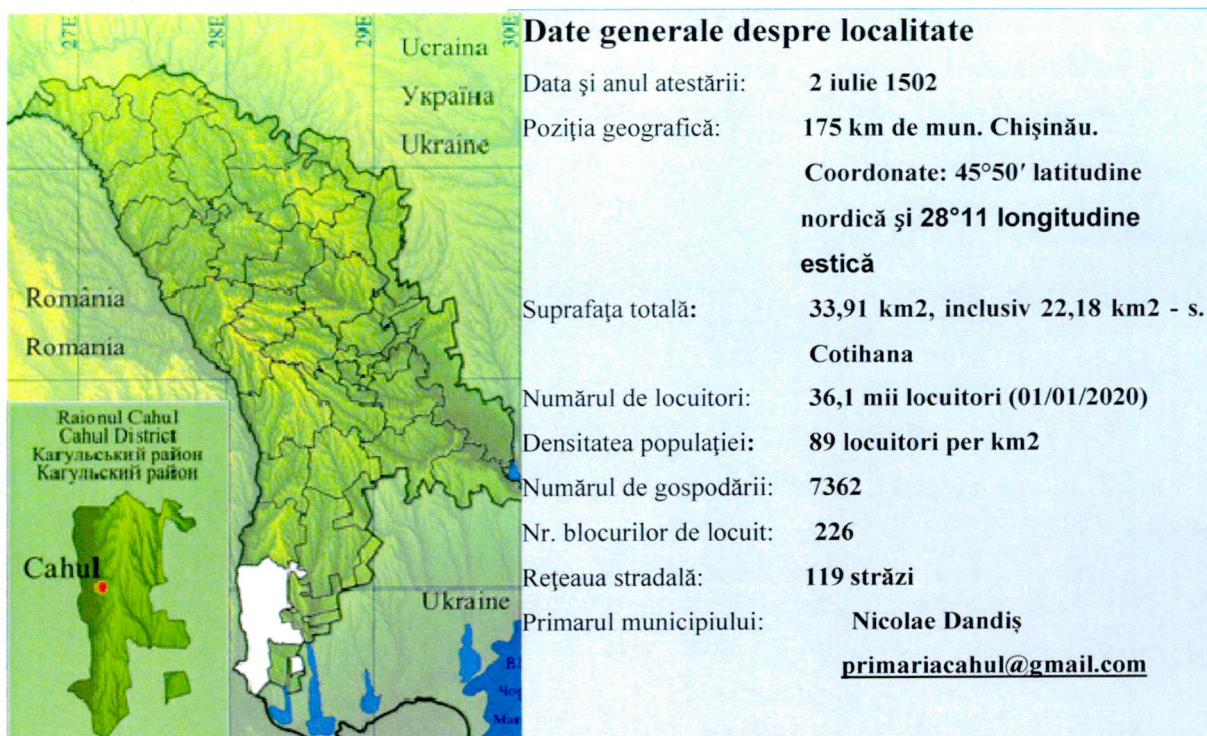 27E
28E
29E
30E
Ucraina
Україна
Ukraine
România
Romania
Raionul Cahul
Cahul District
Кагульський район
Кагульский район
Cahul
Ukraine
Date generale despre localitate
Data şi anul atestării: 2 iulie 1502
Poziţia geografică: 175 km de mun. Chişinău.
Coordonate: 45°50′ latitudine
nordică şi 28°11 longitudine
estică
Suprafaţa totală: 33,91 km2, inclusiv 22,18 km2 - s.
Cotihana
Numărul de locuitori: 36,1 mii locuitori (01/01/2020)
Densitatea populaţiei: 89 locuitori per km2
Numărul de gospodării: 7362
Nr. blocurilor de locuit: 226
Reţeaua stradală: 119 străzi
Primarul municipiului: Nicolae Dandiș
primariacahul@gmail.com